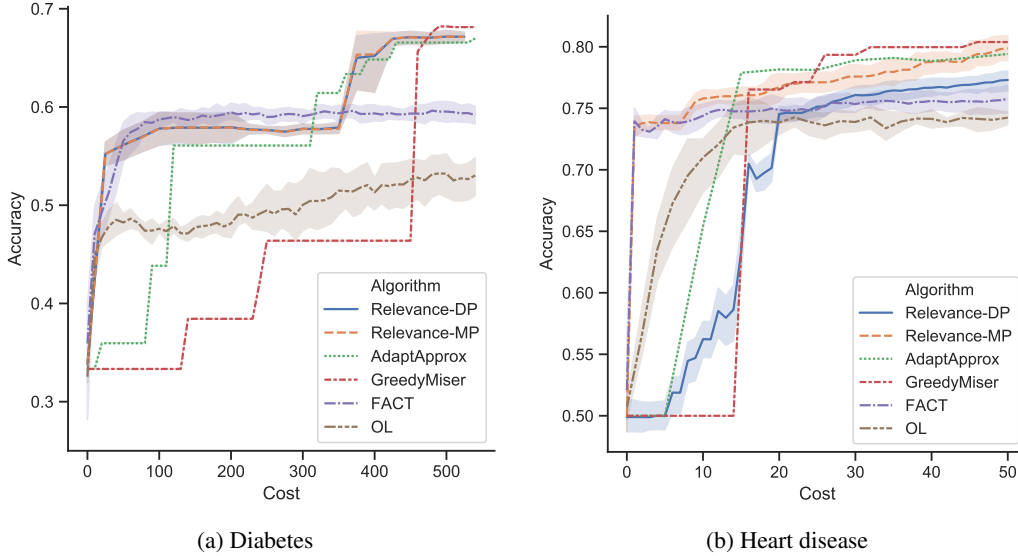 0.7
0.6
0.5
0.4
0.3
Accuracy
0
100
200
300
400
500
Cost
Algorithm
Relevance-DP
Relevance-MP
AdaptApprox
GreedyMiser
FACT
OL
(a) Diabetes
0.80
0.75
0.70
0.65
0.60
0.55
0.50
Accuracy
0
10
20
30
40
50
Cost
Algorithm
Relevance-DP
Relevance-MP
AdaptApprox
GreedyMiser
FACT
OL
(b) Heart disease